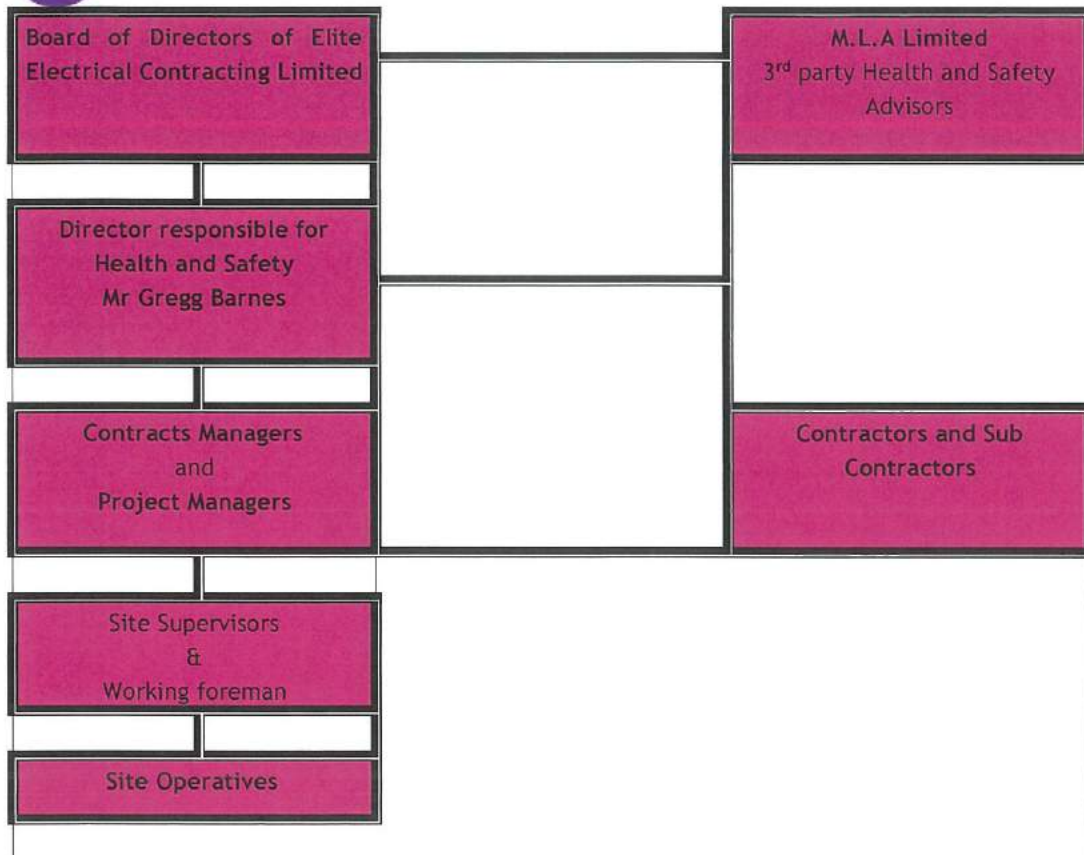 Board of Directors of Elite
Electrical Contracting Limited
M.L.A Limited
3rd party Health and Safety
Advisors
Director responsible for
Health and Safety
Mr Gregg Barnes
Contracts Managers
and
Project Managers
Contractors and Sub
Contractors
Site Supervisors
&
Working foreman
Site Operatives